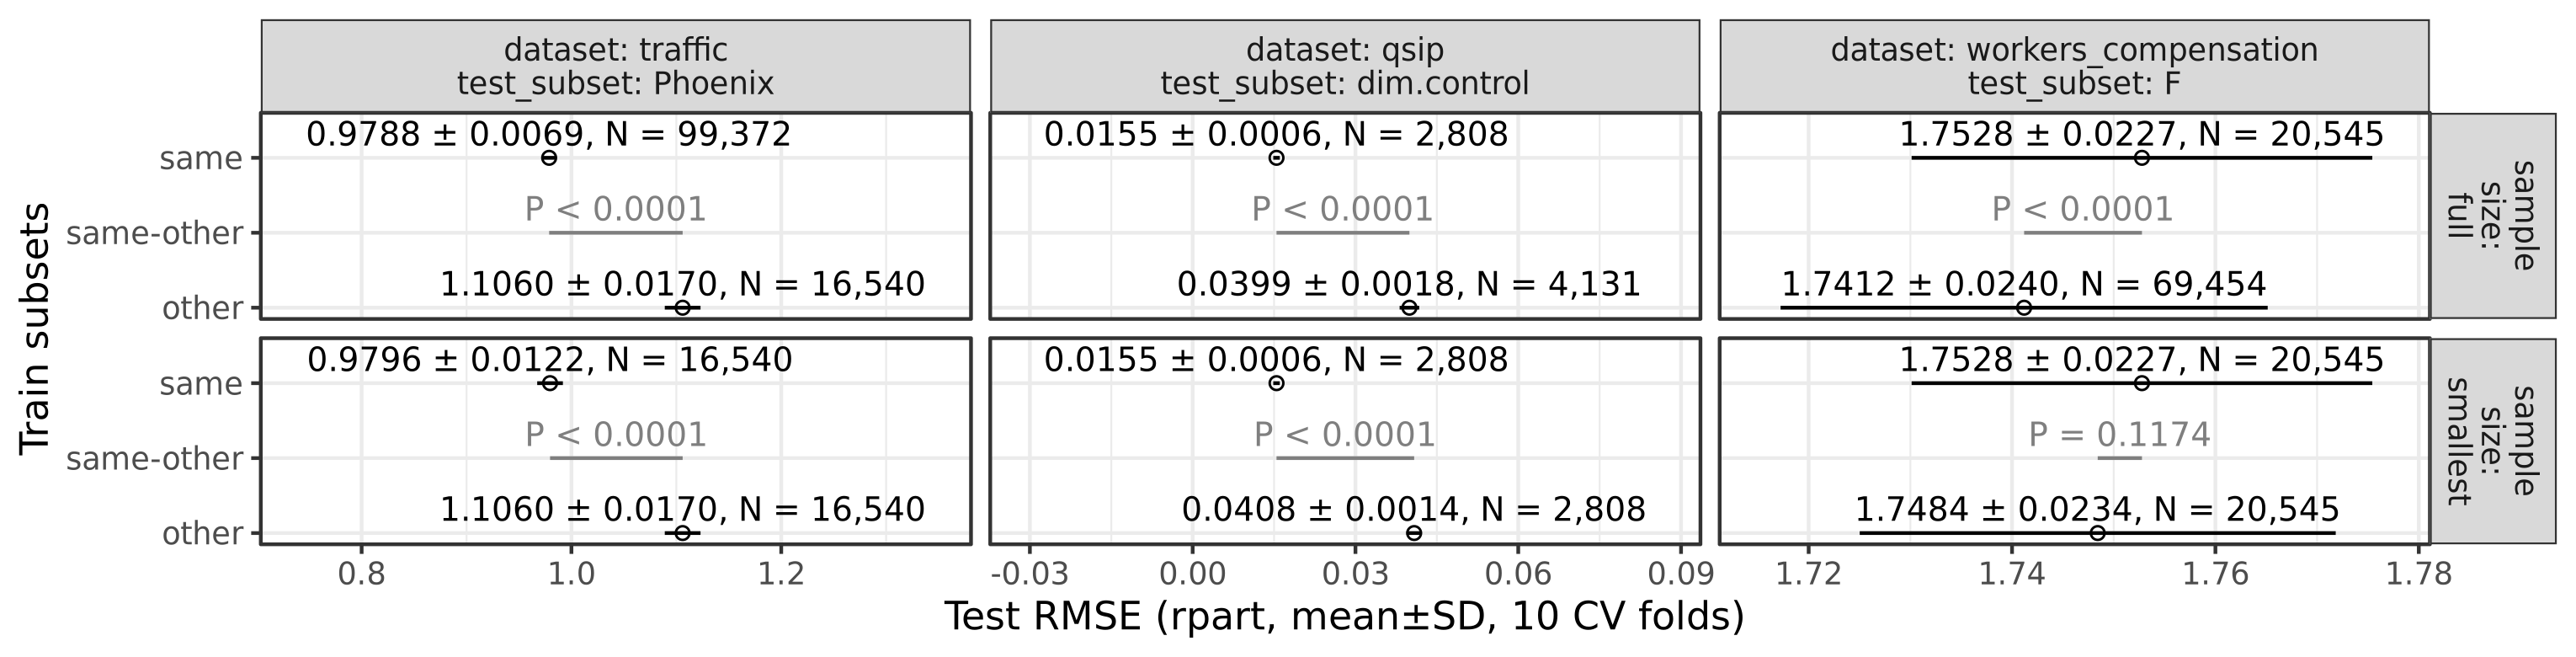 dataset: traffic
test_subset: Phoenix
dataset: qsip
test_subset: dim.control
dataset: workers_compensation
test_subset: F
Train subsets
same
same-other
other
0.9788 ± 0.0069, N = 99,372
P < 0.0001
1.1060 ± 0.0170, N = 16,540
0.0155 ± 0.0006, N = 2,808
P < 0.0001
0.0399 ± 0.0018, N = 4,131
1.7528 ± 0.0227, N = 20,545
P < 0.0001
1.7412 ± 0.0240, N = 69,454
sample
size:
full
same
same-other
other
0.9796 ± 0.0122, N = 16,540
P < 0.0001
1.1060 ± 0.0170, N = 16,540
0.0155 ± 0.0006, N = 2,808
P < 0.0001
0.0408 ± 0.0014, N = 2,808
1.7528 ± 0.0227, N = 20,545
P = 0.1174
1.7484 ± 0.0234, N = 20,545
sample
size:
smallest
0.8 1.0 1.2
-0.03 0.00 0.03 0.06 0.09
1.72 1.74 1.76 1.78
Test RMSE (rpart, mean±SD, 10 CV folds)